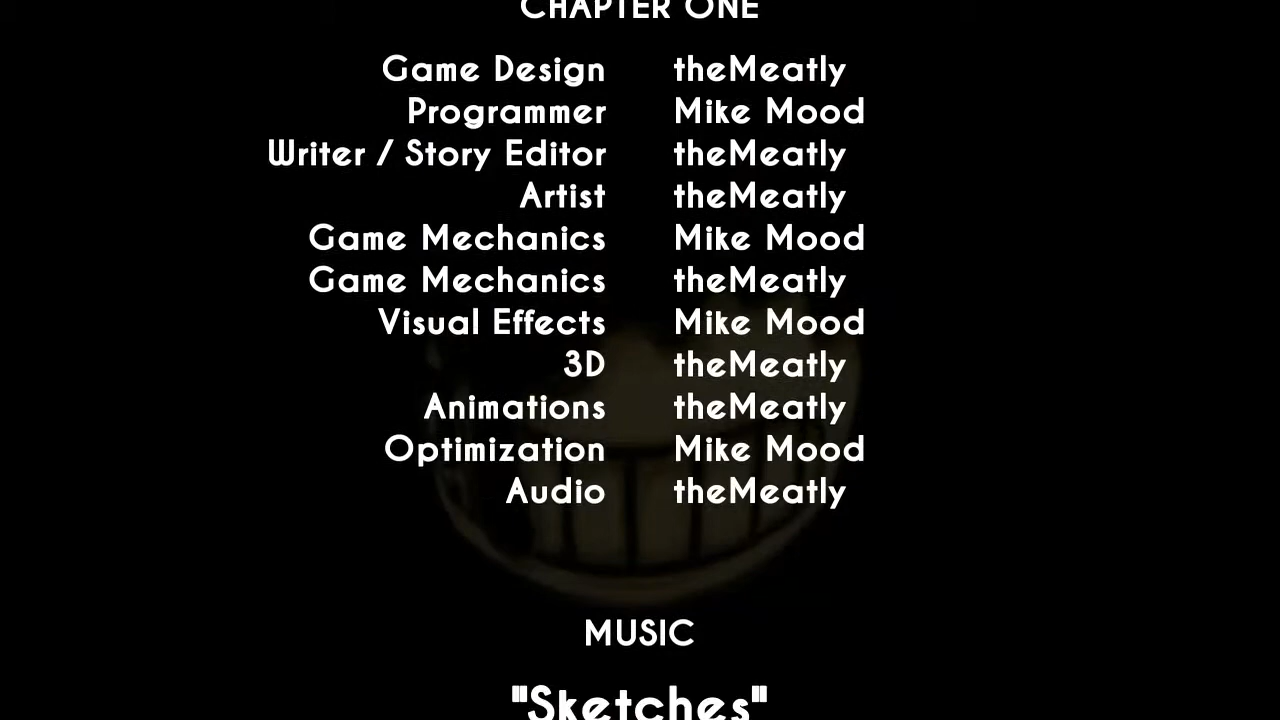 CHAPTER ONE
Game Design theMeatly
Programmer Mike Mood
Writer / Story Editor theMeatly
Artist theMeatly
Game Mechanics Mike Mood
Game Mechanics theMeatly
Visual Effects Mike Mood
3D theMeatly
Animations theMeatly
Optimization Mike Mood
Audio theMeatly
MUSIC
"Sketches"